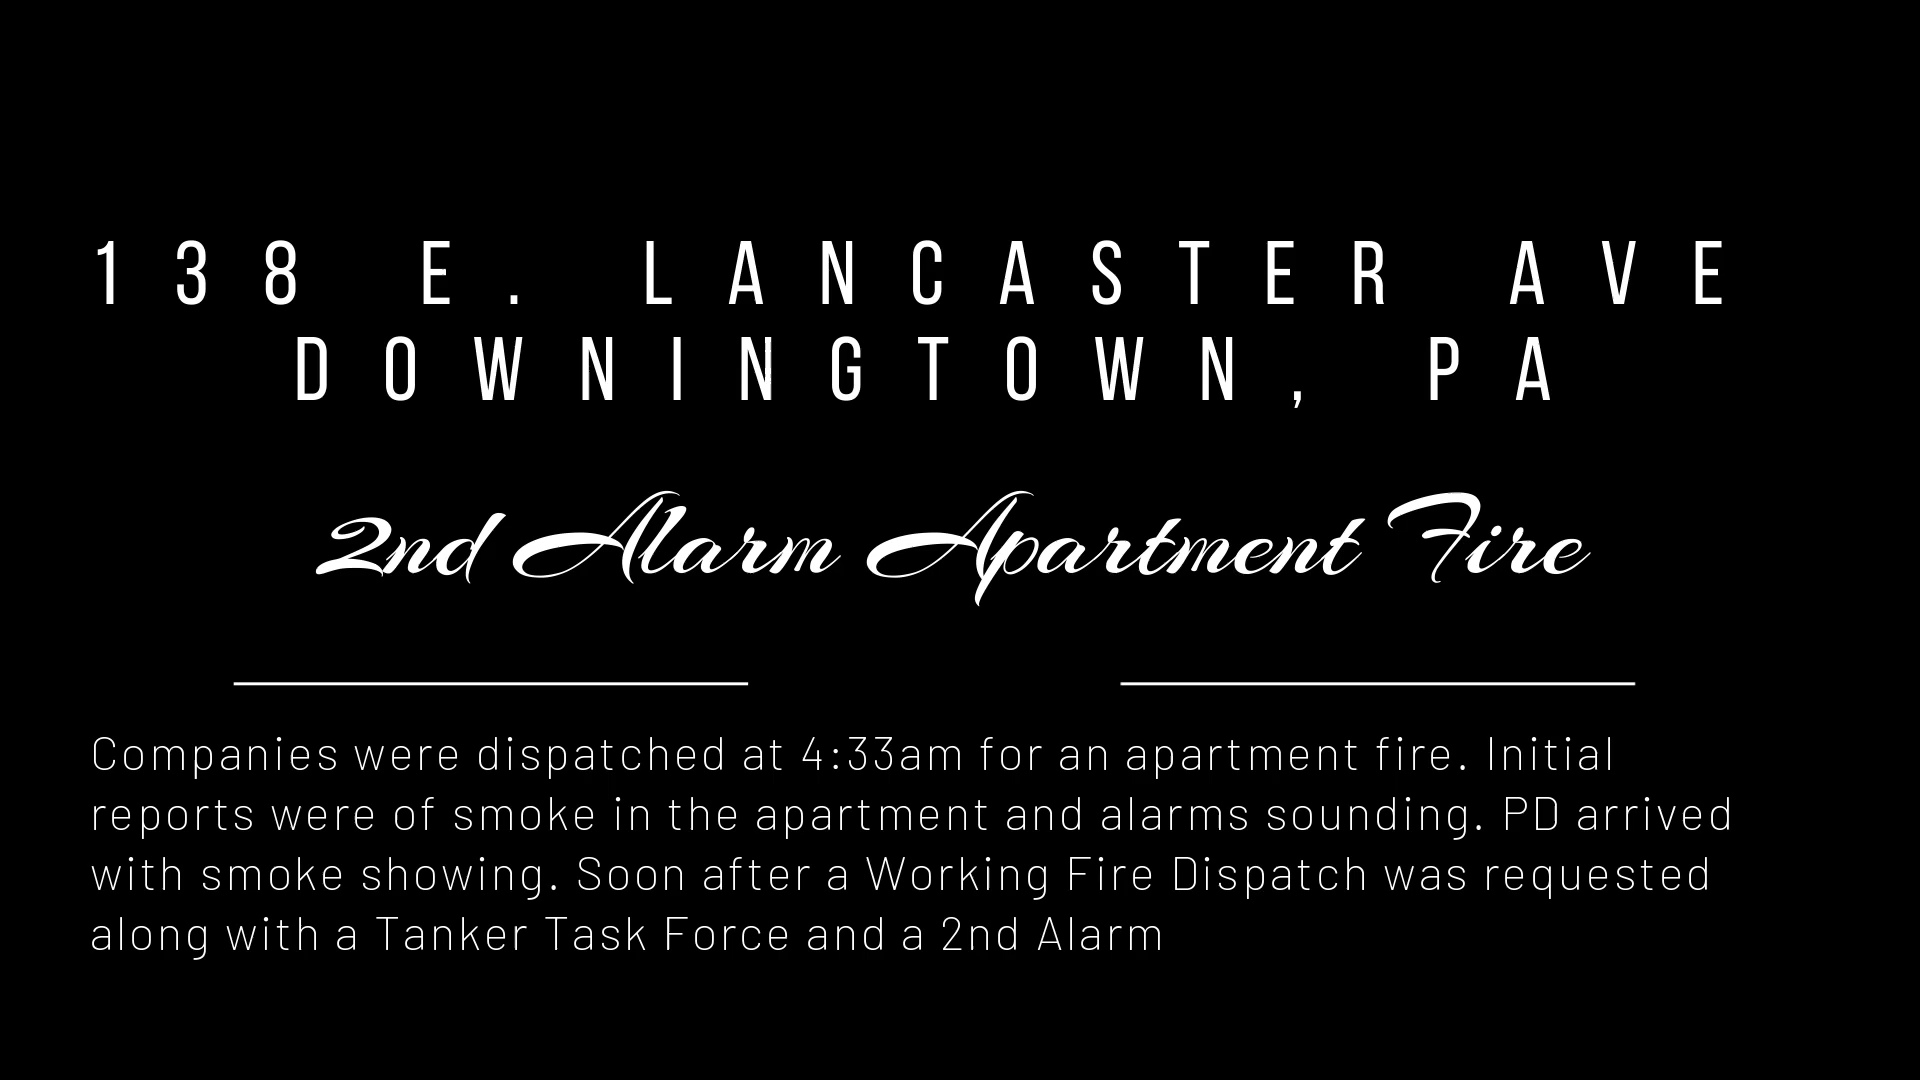 138 E. LANCASTER AVE
DOWNINGTOWN, PA
2nd Alarm Apartment Fire
Companies were dispatched at 4:33am for an apartment fire. Initial
reports were of smoke in the apartment and alarms sounding. PD arrived
with smoke showing. Soon after a Working Fire Dispatch was requested
along with a Tanker Task Force and a 2nd Alarm